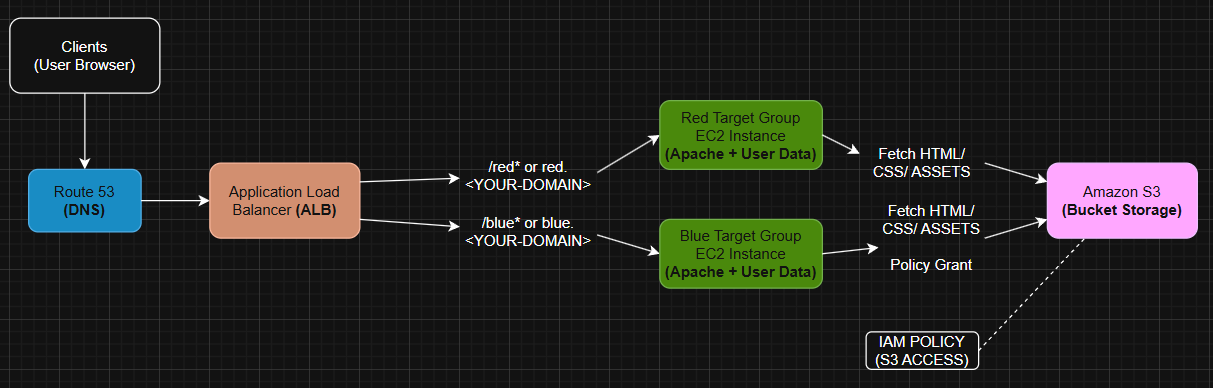 Clients
(User Browser)
Route 53
(DNS)
Application Load
Balancer (ALB)
/red* or red.
<YOUR-DOMAIN>
/blue* or blue.
<YOUR-DOMAIN>
Red Target Group
EC2 Instance
(Apache + User Data)
Blue Target Group
EC2 Instance
(Apache + User Data)
Fetch HTML/
CSS/ ASSETS
Fetch HTML/
CSS/ ASSETS
Policy Grant
Amazon S3
(Bucket Storage)
IAM POLICY
(S3 ACCESS)